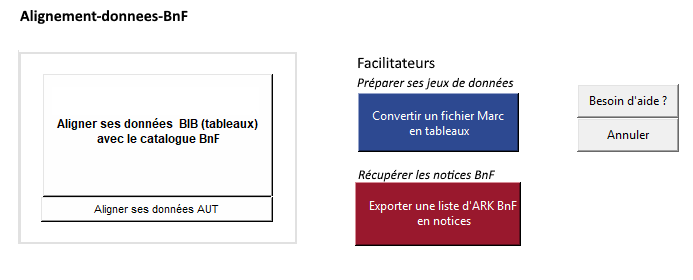 Alignement-donnees-BnF
Aligner ses données  BIB (tableaux)
avec le catalogue BnF
Aligner ses données AUT
Facilitateurs
Préparer ses jeux de données
Convertir un fichier Marc
en tableaux
Récupérer les notices BnF
Exporter une liste d'ARK BnF
en notices
Besoin d'aide ?
Annuler